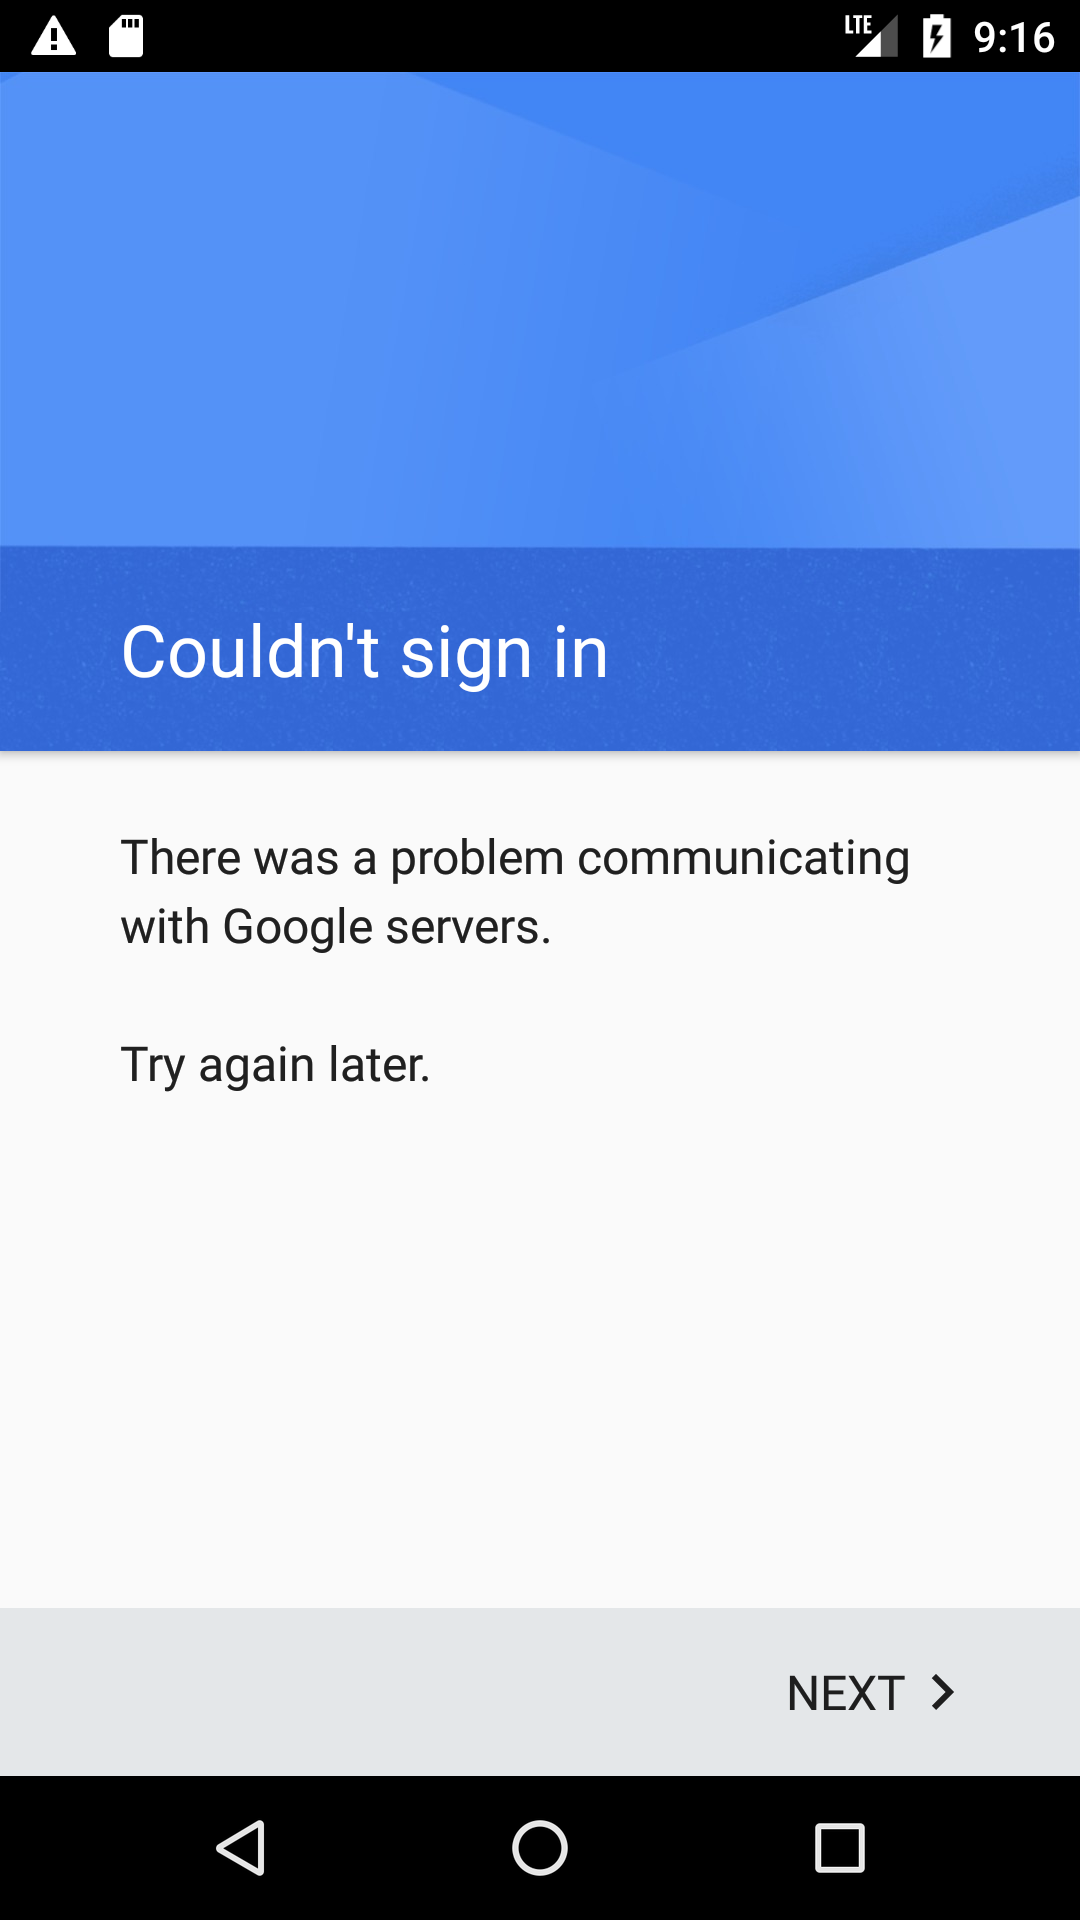 LTE 9:16
Couldn't sign in
There was a problem communicating
with Google servers.
Try again later.
NEXT